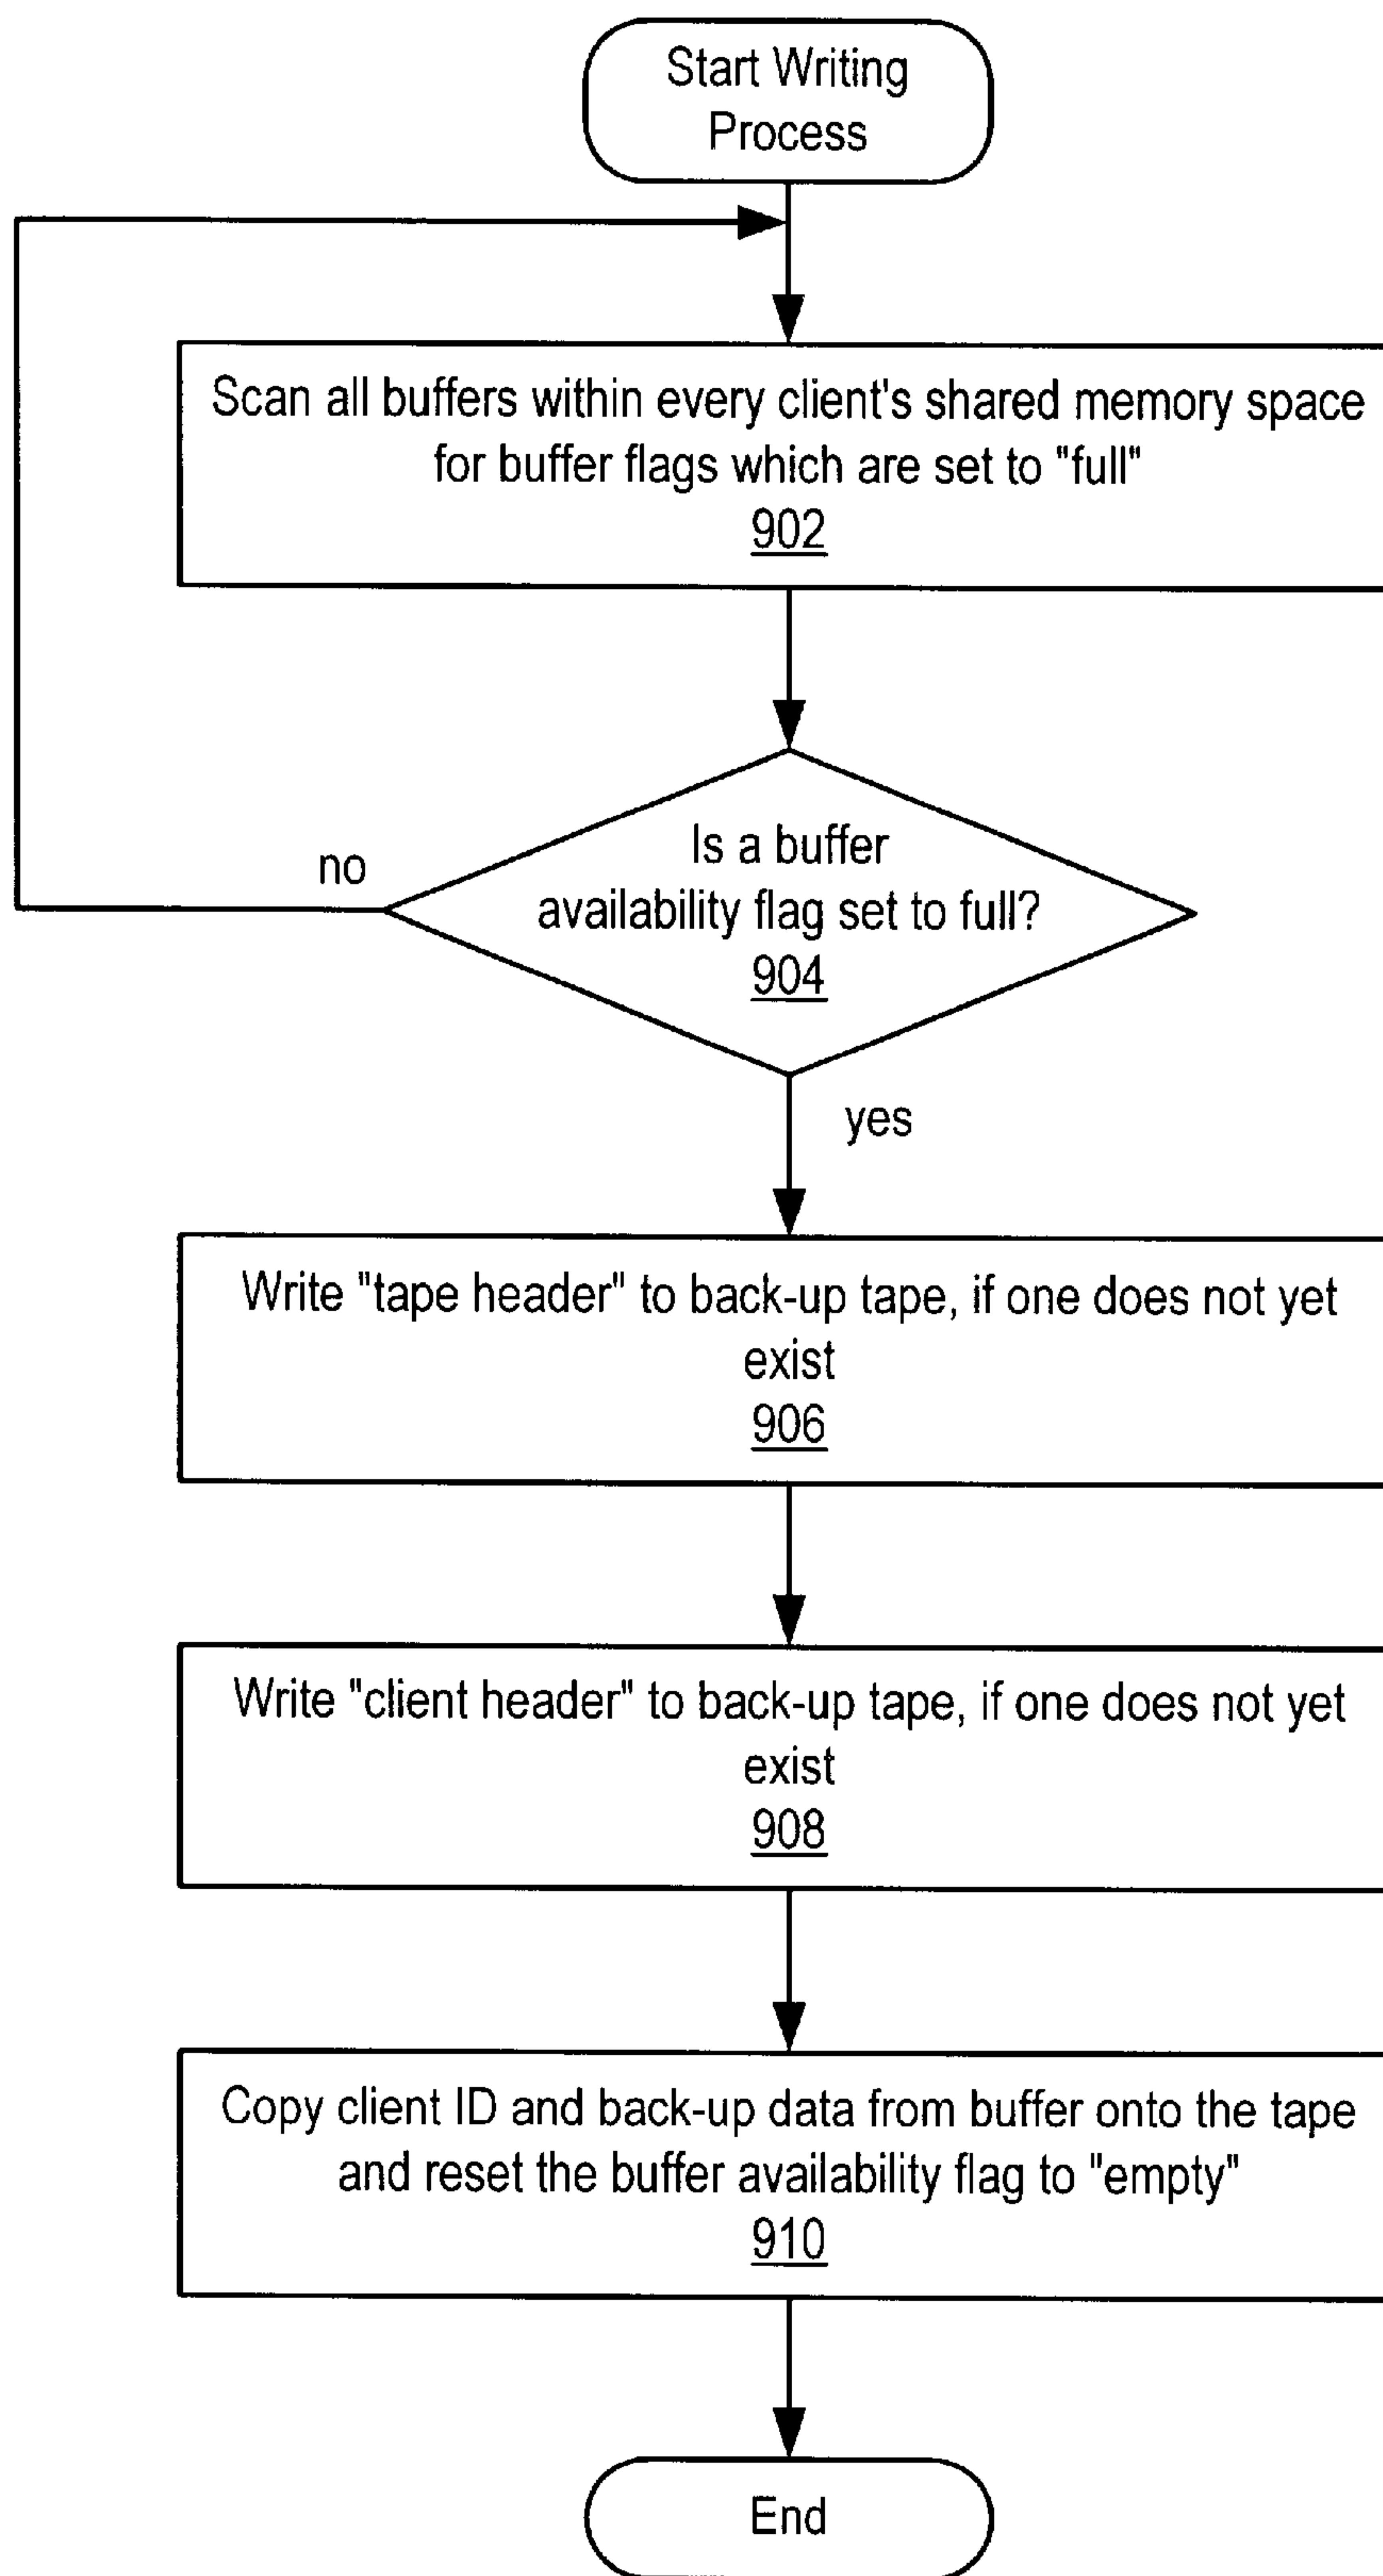 Start Writing
Process
Scan all buffers within every client's shared memory space
for buffer flags which are set to "full"
902
Is a buffer
availability flag set to full?
904
no
yes
Write "tape header" to back-up tape, if one does not yet
exist
906
Write "client header" to back-up tape, if one does not yet
exist
908
Copy client ID and back-up data from buffer onto the tape
and reset the buffer availability flag to "empty"
910
End